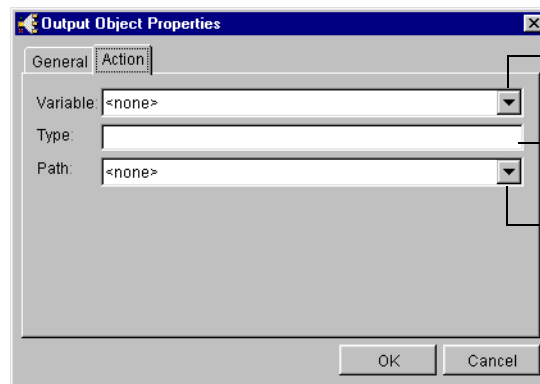 Output Object Properties
General Action
Variable: <none>
Type:
Path: <none>
OK Cancel